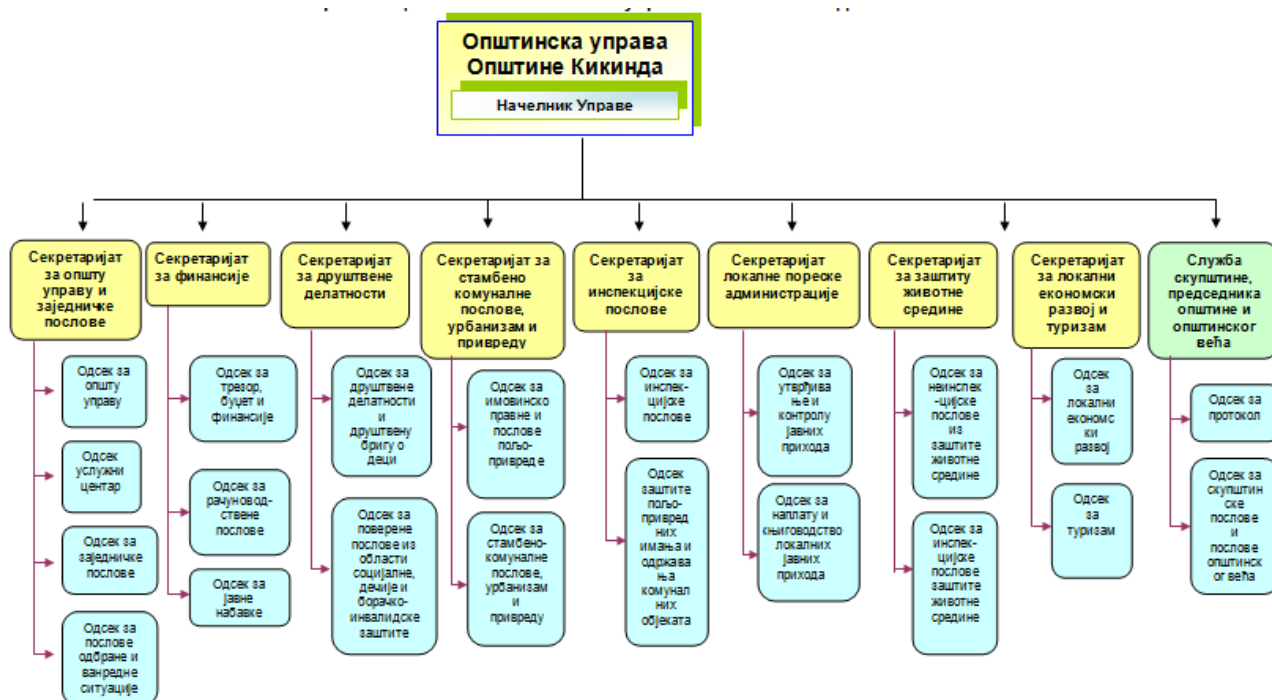 Општинска управа
Општине Кикинда
Начелник Управе
Секретаријат
за општу
управу и
заједничке
послове
Одсек за
општу
управу
Одсек
услужни
центар
Одсек за
заједничке
послове
Одсек за
послове
одбране и
ванредне
ситуације
Секретаријат
за финансије
Одсек за
трезор,
буџет и
финансије
Одсек за
рачуновод-
ствене
послове
Одсек за
јавне
набавке
Секретаријат
за друштвене
делатности
Одсек за
друштвене
делатности
и
друштвену
бригу о
деци
Одсек за
поверене
послове из
области
социјалне,
дечије и
борачко-
инвалидске
заштите
Секретаријат за
стамбено
комуналне
послове,
урбанизам и
привреду
Одсек за
имовинско
правне и
послове
пољо-
привреде
Одсек за
стамбено-
комуналне
послове,
урбанизам
и
привреду
Секретаријат
за
инспекцијске
послове
Одсек за
инспек-
цијске
послове
Одсек
заштите
пољо-
привред
них
имања и
одржава
ња
комунал
них
објеката
Секретаријат
локалне пореске
администрације
Одсек за
утврђива
ње и
контролу
јавних
прихода
Одсек за
наплату и
књиговодство
локалних
јавних
прихода
Секретаријат
за заштиту
животне
средине
Одсек за
неинспек
-цијске
послове
из
заштите
животне
средине
Одсек за
инспек-
цијске
послове
заштите
животне
средине
Секретаријат
за локални
економски
развој и
туризам
Одсек
за
локални
економс
ки
развој
Одсек
за
туризам
Служба
скупштине,
председника
општине и
општинског
већа
Одсек за
протокол
Одсек за
скупштин
ске
послове
и
послове
општинск
ог већа